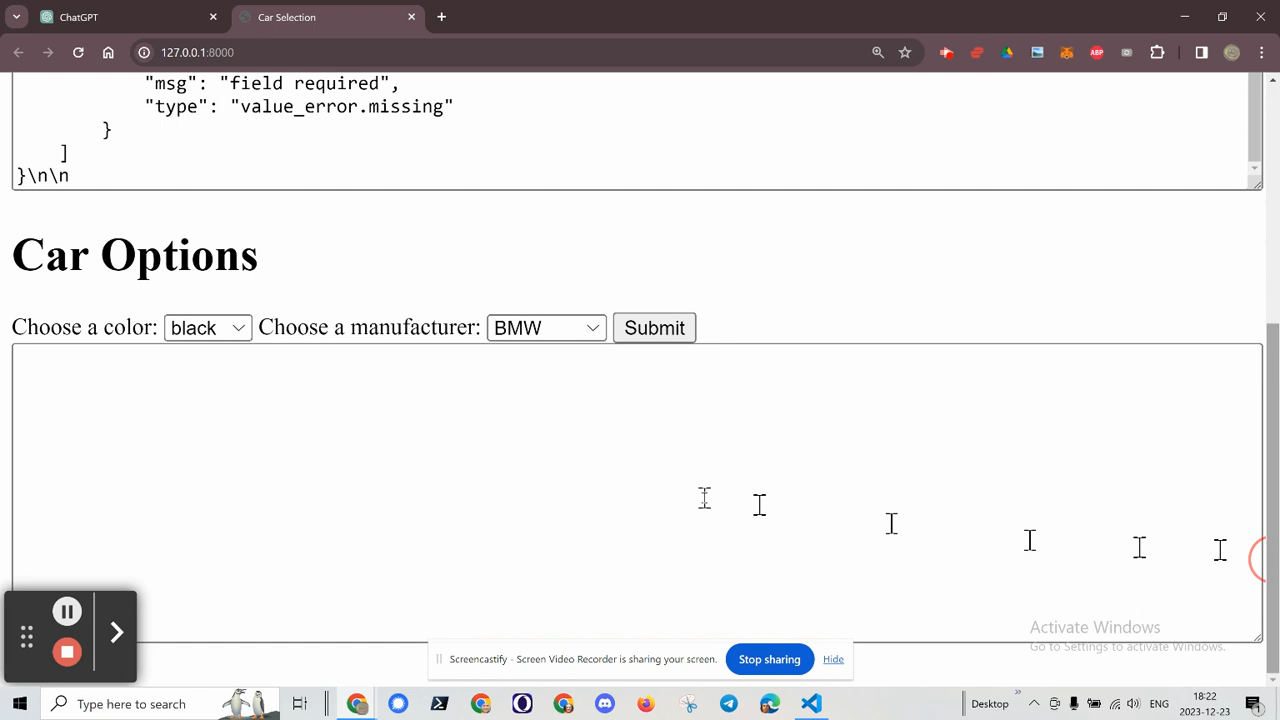 ChatGPT
Car Selection
127.0.0.1:8000
ABP
"msg": "field required",
"type": "value_error.missing"
}
]
}\n\n
Car Options
Choose a color: black Choose a manufacturer: BMW Submit
Activate Windows
Go to Settings to activate Windows.
Screencastify - Screen Video Recorder is sharing your screen. Stop sharing Hide
Type here to search
Desktop
ENG
18:22
2023-12-23
1